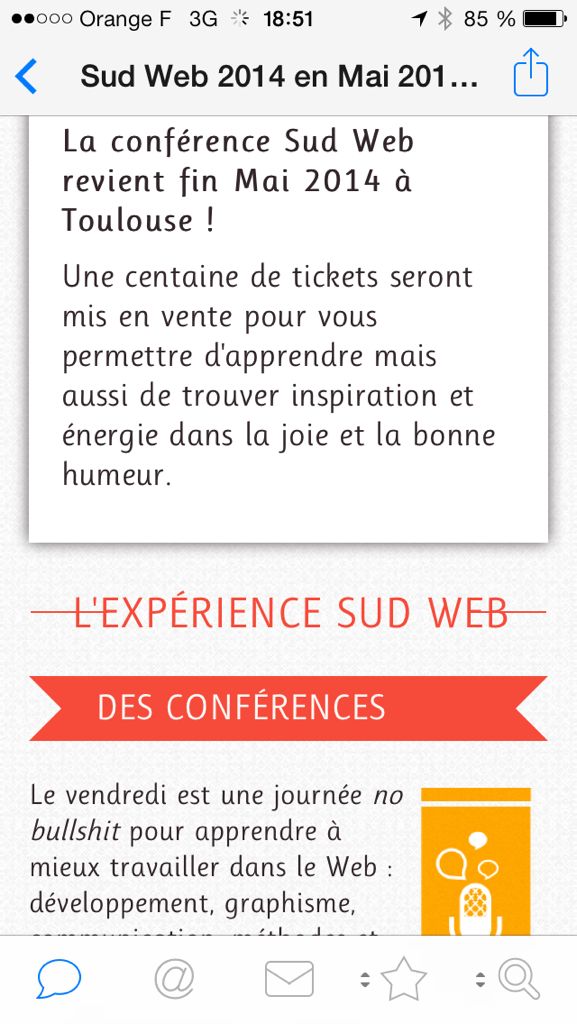 Orange F 3G 18:51 85 %
Sud Web 2014 en Mai 201…
La conférence Sud Web
revient fin Mai 2014 à
Toulouse !
Une centaine de tickets seront
mis en vente pour vous
permettre d'apprendre mais
aussi de trouver inspiration et
énergie dans la joie et la bonne
humeur.
L'EXPÉRIENCE SUD WEB
DES CONFÉRENCES
Le vendredi est une journée no
bullshit pour apprendre à
mieux travailler dans le Web :
développement, graphisme,
communication, méthodes et